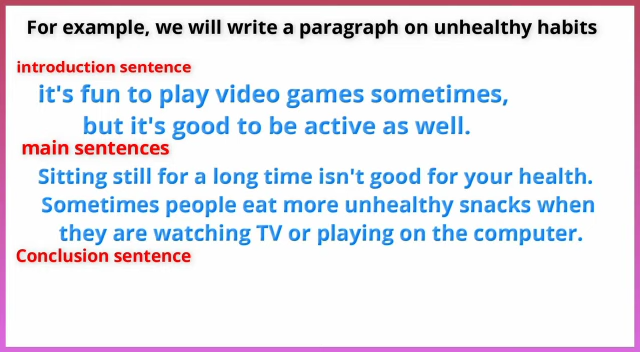 For example, we will write a paragraph on unhealthy habits
introduction sentence
it's fun to play video games sometimes,
but it's good to be active as well.
main sentences
Sitting still for a long time isn't good for your health.
Sometimes people eat more unhealthy snacks when
they are watching TV or playing on the computer.
Conclusion sentence